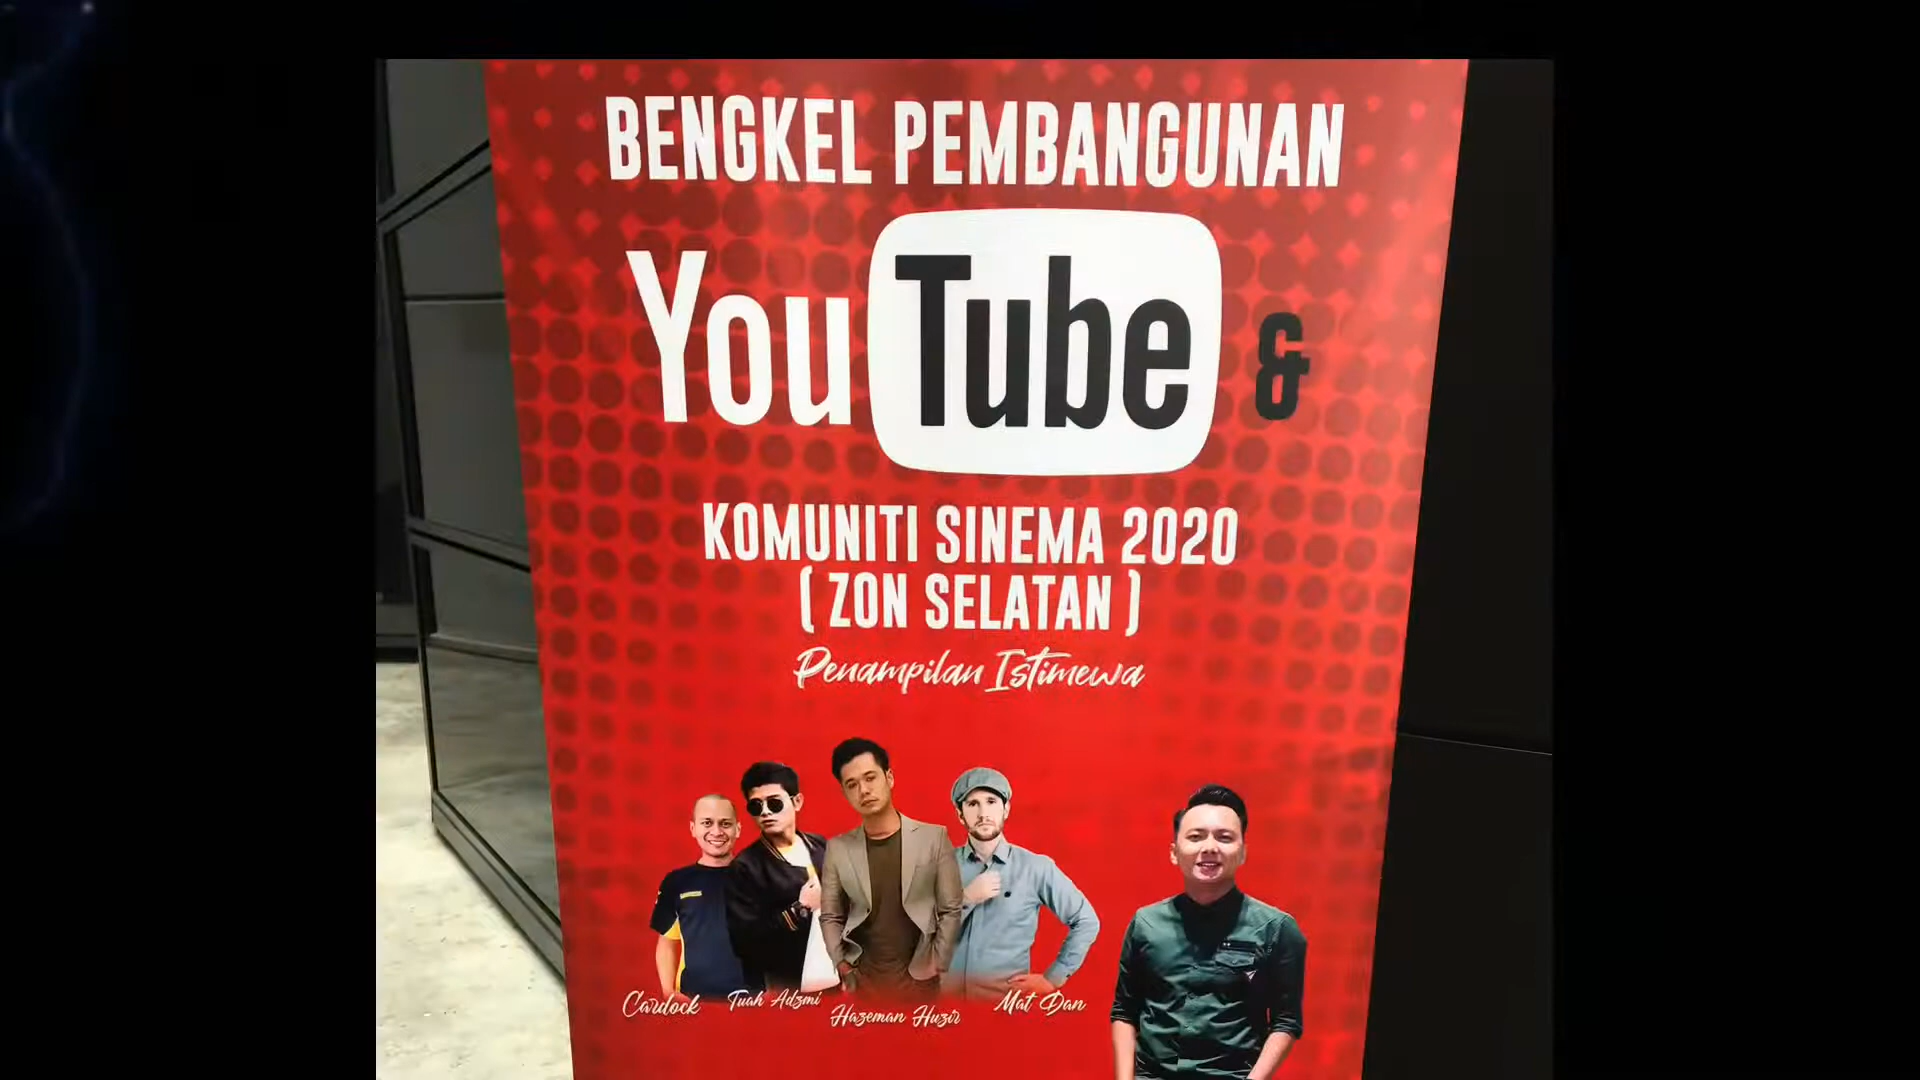 BENGKEL PEMBANGUNAN
YouTube &
KOMUNITI SINEMA 2020
( ZON SELATAN )
Penampilan Istimewa
Cardock Tuah Adzmi Hazeman Huzir Mat Dan